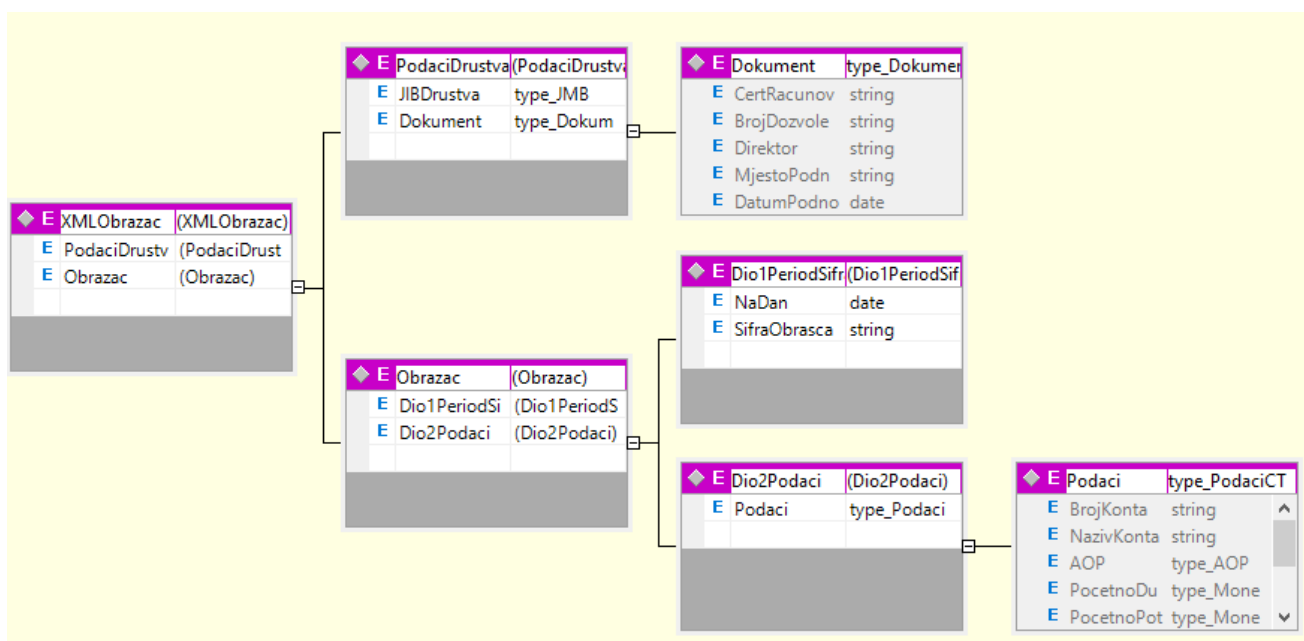 E PodaciDrustva (PodaciDrustva
E JIBDrustva type_JMB
E Dokument type_Dokum
E Dokument type_Dokumen
E CertRacunov string
E BrojDozvole string
E Direktor string
E MjestoPodn string
E DatumPodno date
E XMLObrazac (XMLObrazac)
E PodaciDrustv (PodaciDrust
E Obrazac (Obrazac)
E Dio1PeriodSifr (Dio1PeriodSif
E NaDan date
E SifraObrasca string
E Obrazac (Obrazac)
E Dio1PeriodSi (Dio1PeriodS
E Dio2Podaci (Dio2Podaci)
E Dio2Podaci (Dio2Podaci)
E Podaci type_Podaci
E Podaci type_PodaciCT
E BrojKonta string
E NazivKonta string
E AOP type_AOP
E PocetnoDu type_Mone
E PocetnoPot type_Mone